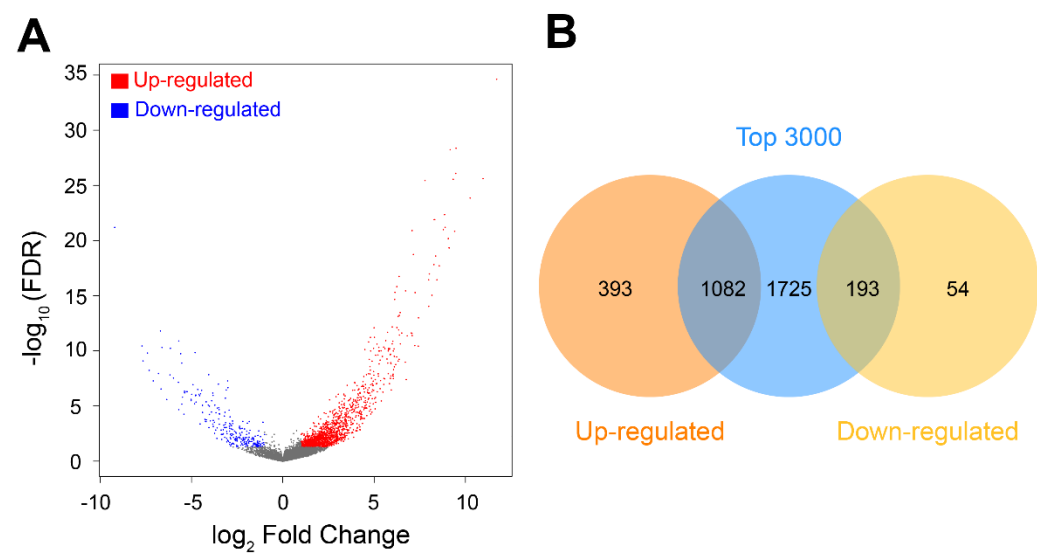 A
Up-regulated
Down-regulated
35
30
25
20
15
10
5
0
-log10 (FDR)
-10
-5
0
5
10
log2 Fold Change
B
Top 3000
393
1082
1725
193
54
Up-regulated
Down-regulated